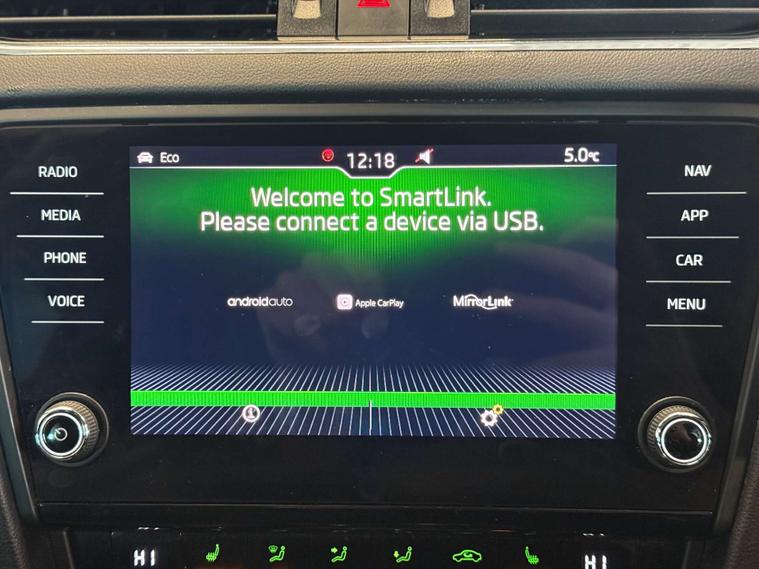 Eco 12:18 5.0°C
RADIO
MEDIA
PHONE
VOICE
Welcome to SmartLink.
Please connect a device via USB.
androidauto Apple CarPlay MirrorLink
NAV
APP
CAR
MENU
HI HI